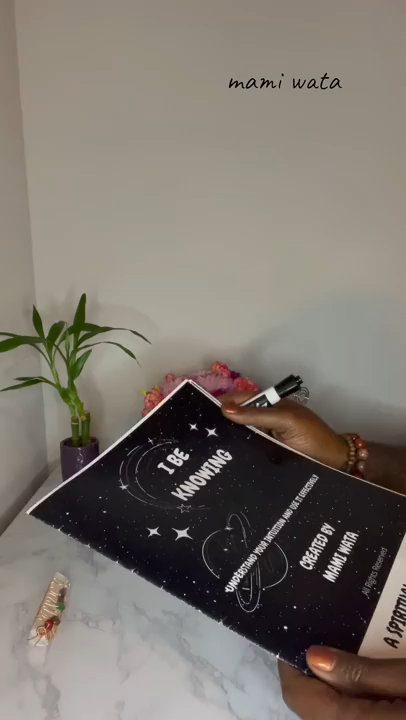 mami wata
I BE
KNOWING
UNDERSTAND YOUR INTUITION AND USE IT EFFECTIVELY
CREATED BY
MAMI WATA
All Rights Reserved
A SPIRITUAL